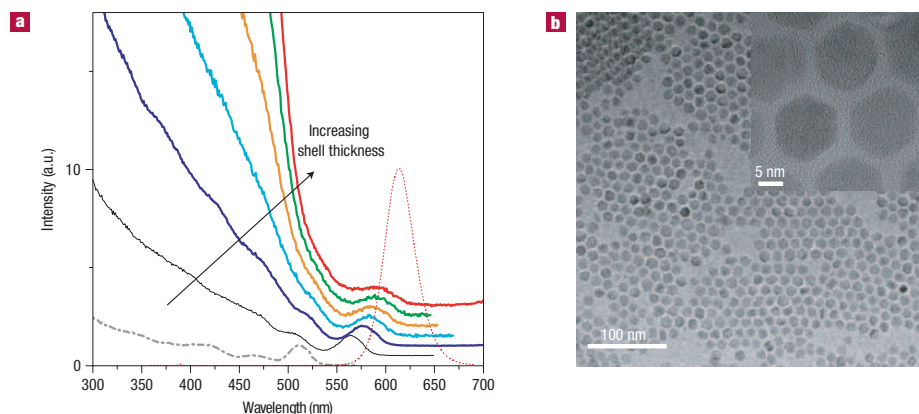 a
Intensity (a.u.)
10
0
Increasing
shell thickness
300 350 400 450 500 550 600 650 700
Wavelength (nm)
b
5 nm
100 nm